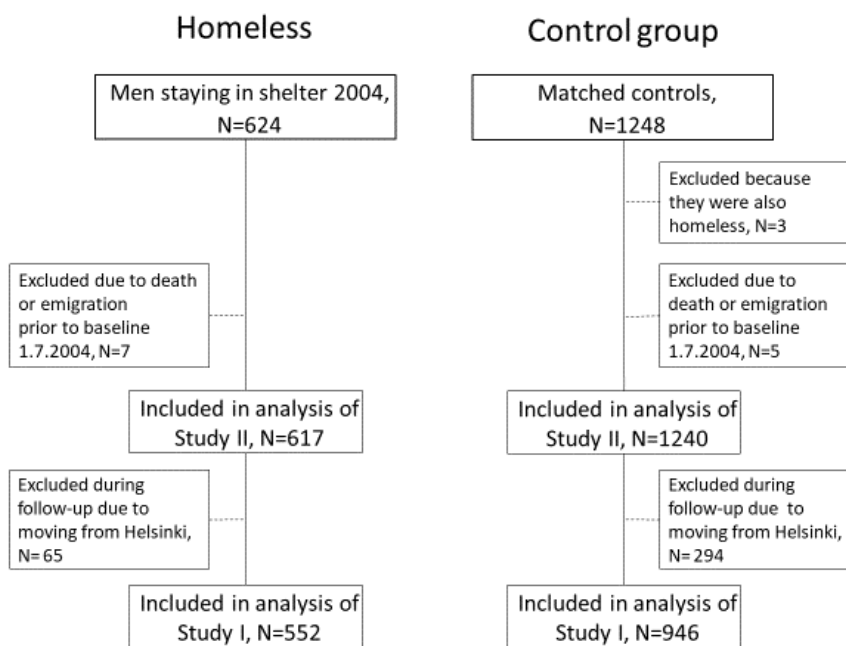 Homeless
Men staying in shelter 2004,
N=624
Excluded due to death
or emigration
prior to baseline
1.7.2004, N=7
Included in analysis of
Study II, N=617
Excluded during
follow-up due to
moving from Helsinki,
N= 65
Included in analysis of
Study I, N=552
Control group
Matched controls,
N=1248
Excluded because
they were also
homeless, N=3
Excluded due to
death or emigration
prior to baseline
1.7.2004, N=5
Included in analysis of
Study II, N=1240
Excluded during
follow-up due  to
moving from Helsinki,
N= 294
Included in analysis of
Study I, N=946